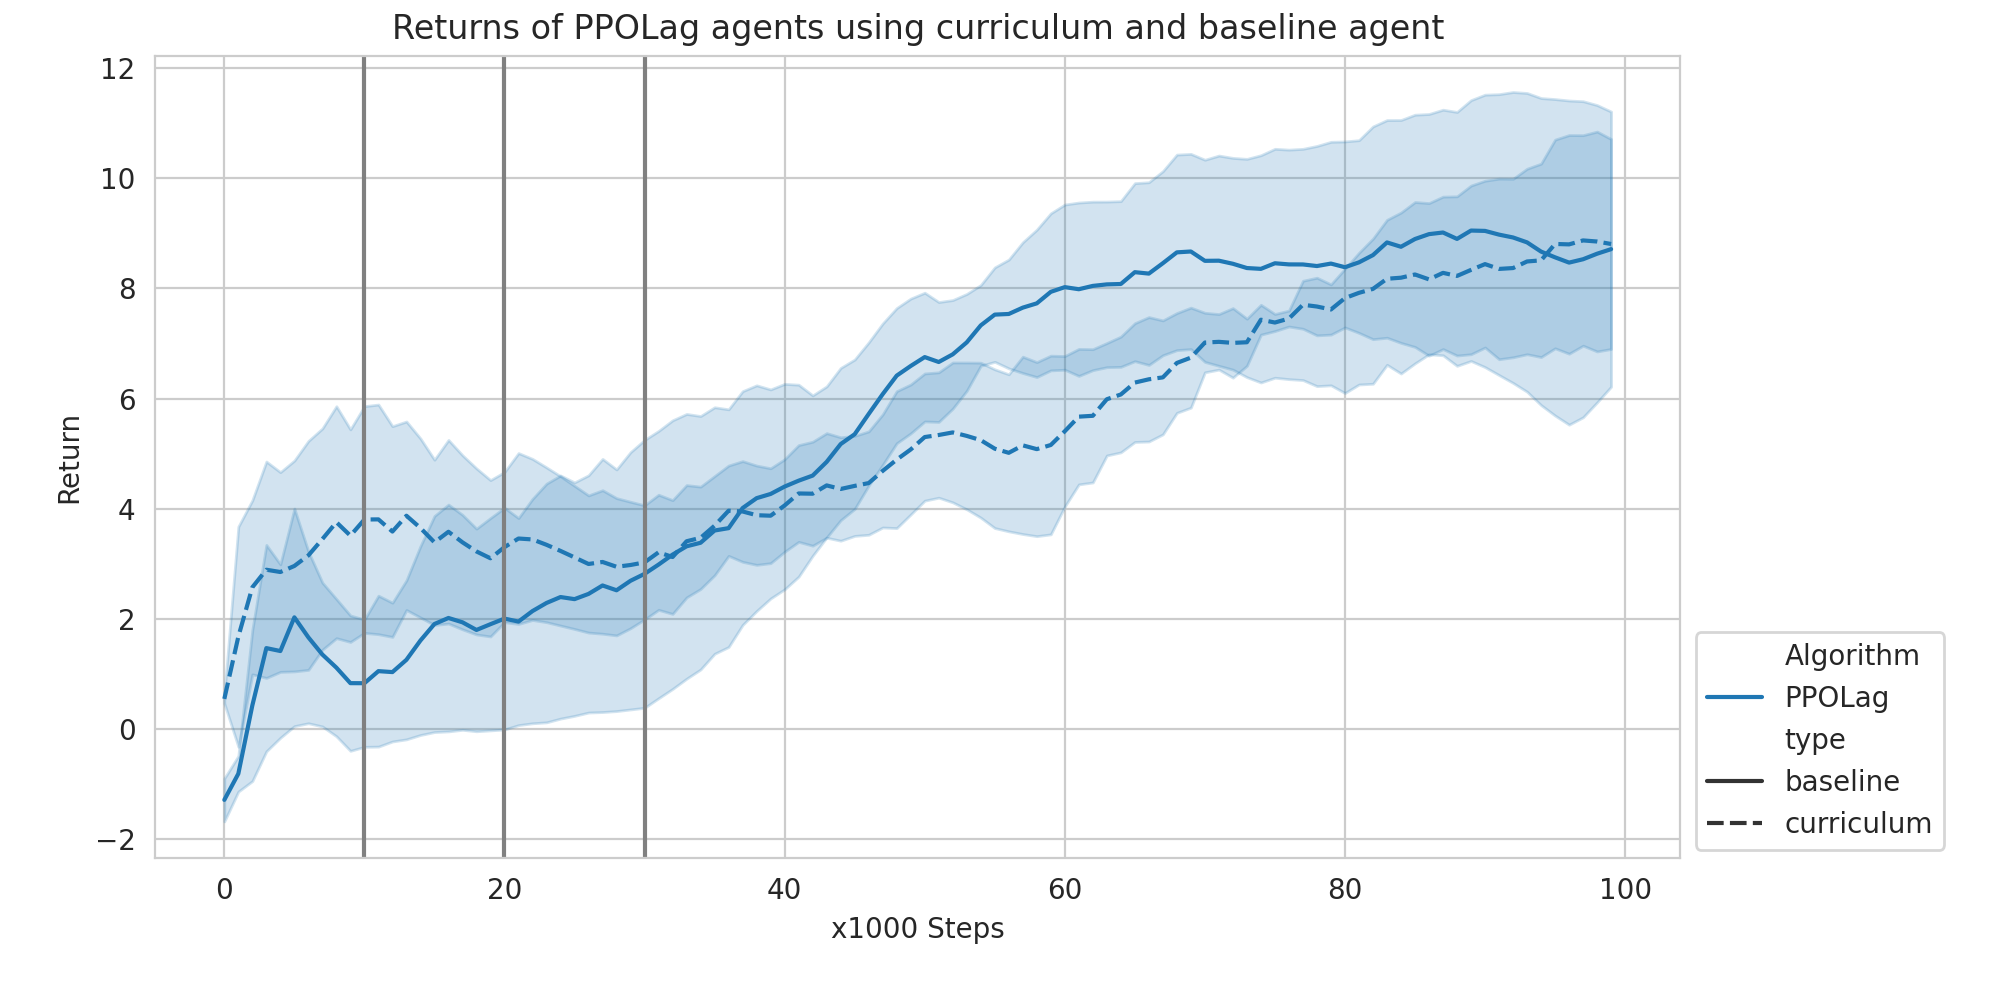 Returns of PPOLag agents using curriculum and baseline agent
12
10
8
6
4
2
0
−2
Return
0 20 40 60 80 100
x1000 Steps
Algorithm
PPOLag
type
baseline
curriculum